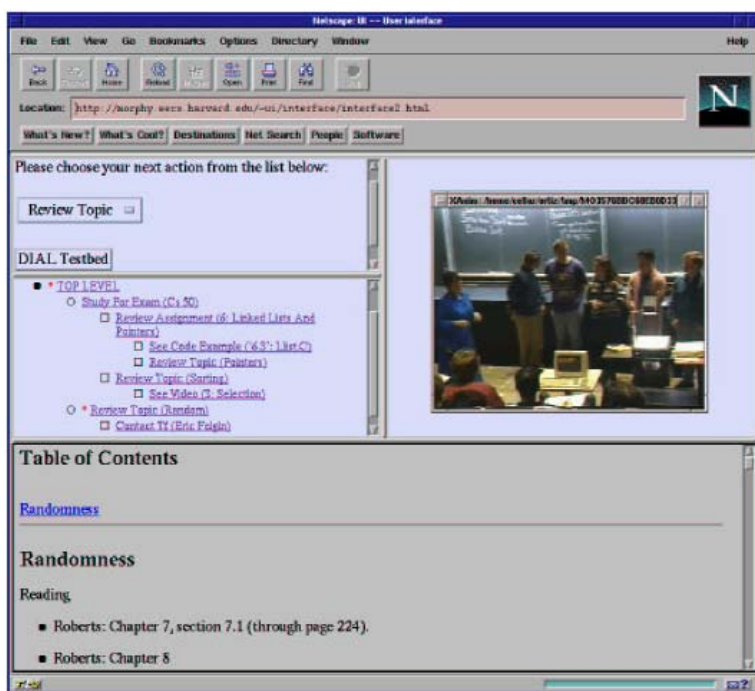 Netscape: UI -- User Interface
File Edit View Go Bookmarks Options Directory Window Help
Back Home Reload Open Print Find
Location: http://morphy.eecs.harvard.edu/~ui/interface/interface2.html
N
What's New? What's Cool? Destinations Net Search People Software
Please choose your next action from the list below:
Review Topic
DIAL Testbed
* TOP LEVEL
Study For Exam (Cs 50)
Review Assignment (6: Linked Lists And
Pointers)
See Code Example ('6.3': Llist.C)
Review Topic (Pointers)
Review Topic (Sorting)
See Video (2: Selection)
* Review Topic (Random)
Contact Tf (Eric Feigin)
Table of Contents
Randomness
Randomness
Reading
Roberts: Chapter 7, section 7.1 (through page 224).
Roberts: Chapter 8